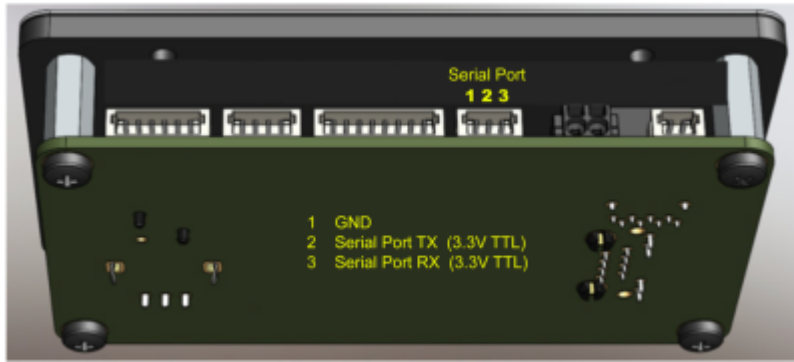 Serial Port
1 2 3
1 GND
2 Serial Port TX (3.3V TTL)
3 Serial Port RX (3.3V TTL)